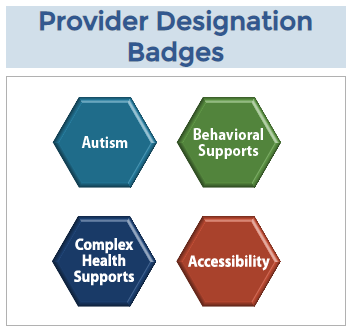 Provider Designation
Badges
Autism
Behavioral
Supports
Complex
Health
Supports
Accessibility